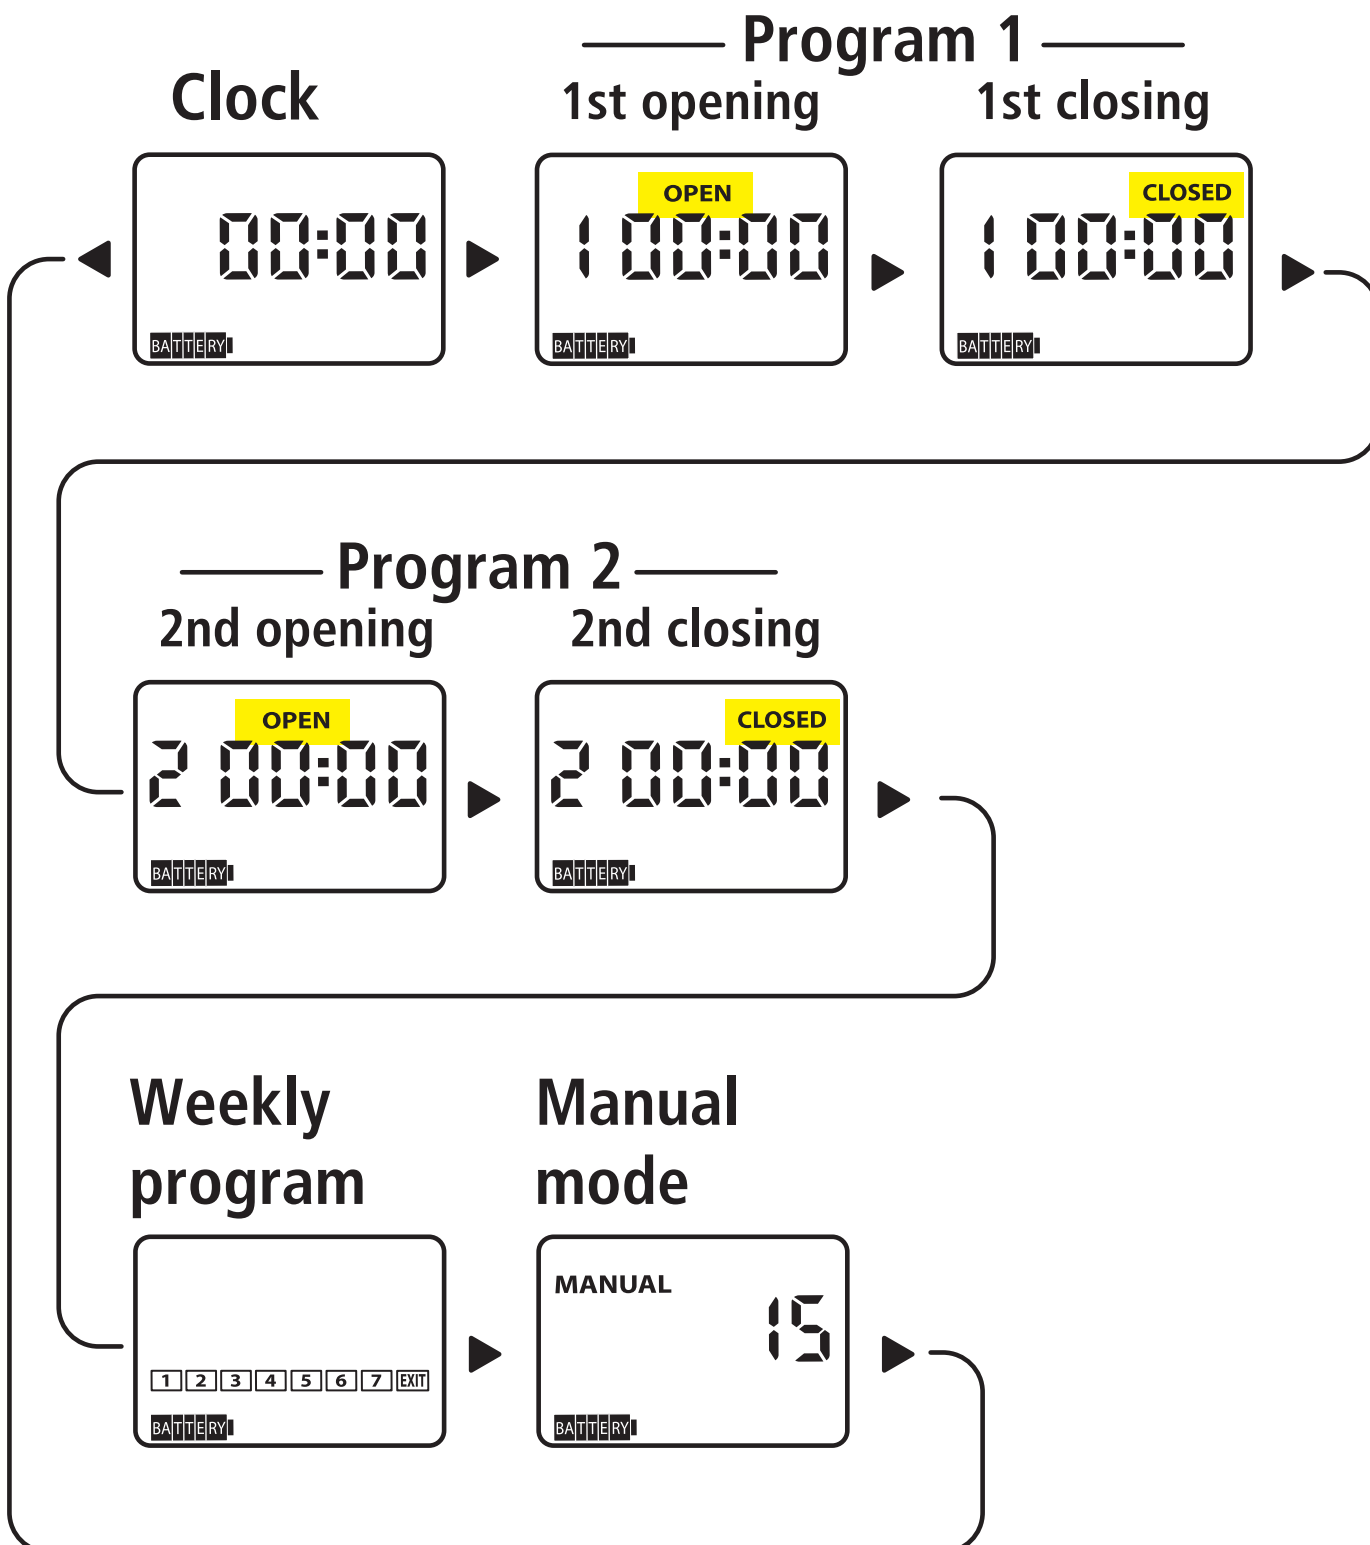 Program 1
Clock
1st opening
1st closing
00:00
BATTERY
OPEN
1 00:00
BATTERY
CLOSED
1 00:00
BATTERY
Program 2
2nd opening
2nd closing
OPEN
2 00:00
BATTERY
CLOSED
2 00:00
BATTERY
Weekly
program
Manual
mode
1 2 3 4 5 6 7 EXIT
BATTERY
MANUAL
15
BATTERY